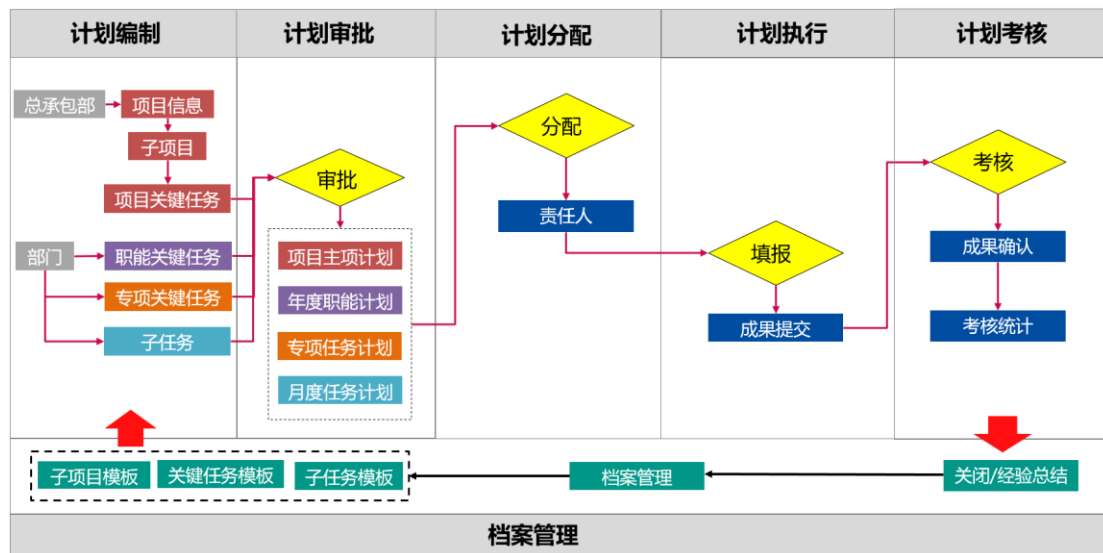 计划编制
计划审批
计划分配
计划执行
计划考核
总承包部
项目信息
子项目
项目关键任务
部门
职能关键任务
专项关键任务
子任务
审批
项目主项计划
年度职能计划
专项任务计划
月度任务计划
分配
责任人
填报
成果提交
考核
成果确认
考核统计
子项目模板
关键任务模板
子任务模板
档案管理
关闭/经验总结
档案管理